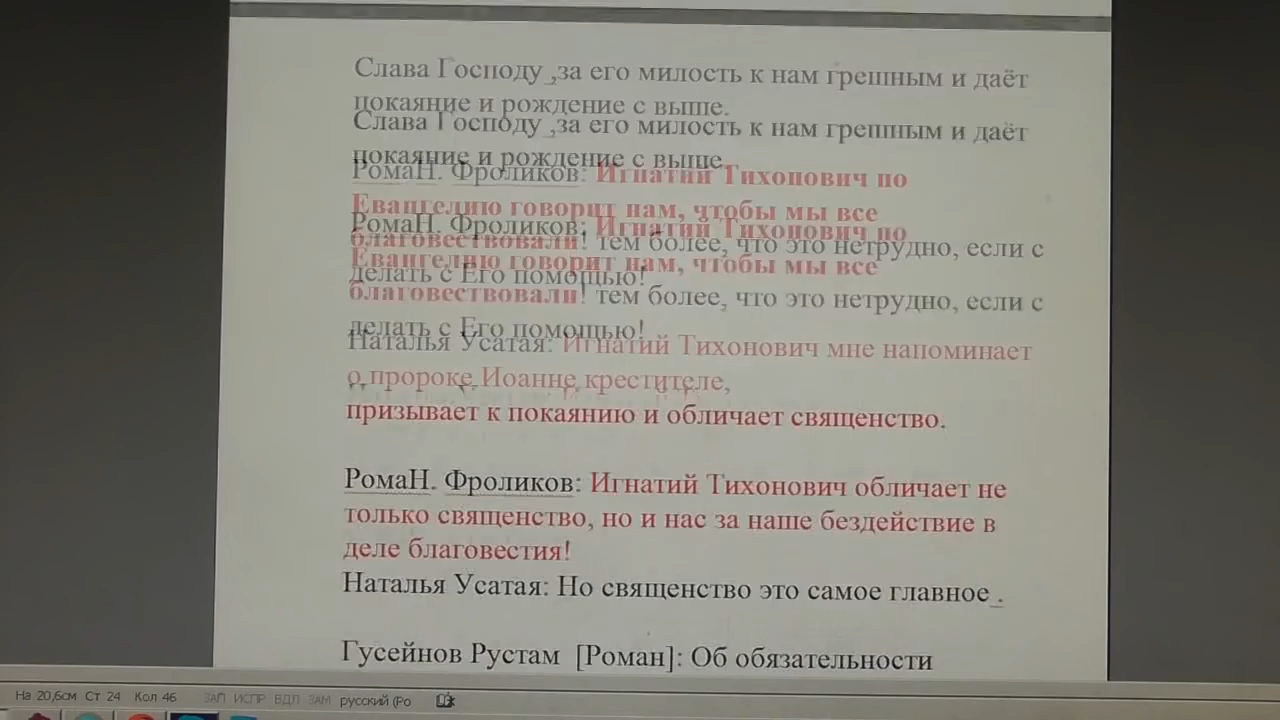 Слава Господу ,за его милость к нам грешным и даёт
покаяние и рождение с выше.
Слава Господу ,за его милость к нам грешным и даёт
покаяние и рождение с выше.
РомаН. Фроликов: Игнатий Тихонович по
Евангелию говорит нам, чтобы мы все
РомаН. Фроликов: Игнатий Тихонович по
благовествовали! тем более, что это нетрудно, если с
Евангелию говорит нам, чтобы мы все
делать с Его помощью!
благовествовали! тем более, что это нетрудно, если с
делать с Его помощью!
Наталья Усатая: Игнатий Тихонович мне напоминает
о пророке Иоанне крестителе,
призывает к покаянию и обличает священство.
РомаН. Фроликов: Игнатий Тихонович обличает не
только священство, но и нас за наше бездействие в
деле благовестия!
Наталья Усатая: Но священство это самое главное .
Гусейнов Рустам [Роман]: Об обязательности
На 20,6см Ст 24 Кол 46 ЗАП ИСПР ВДЛ ЗАМ русский (Ро